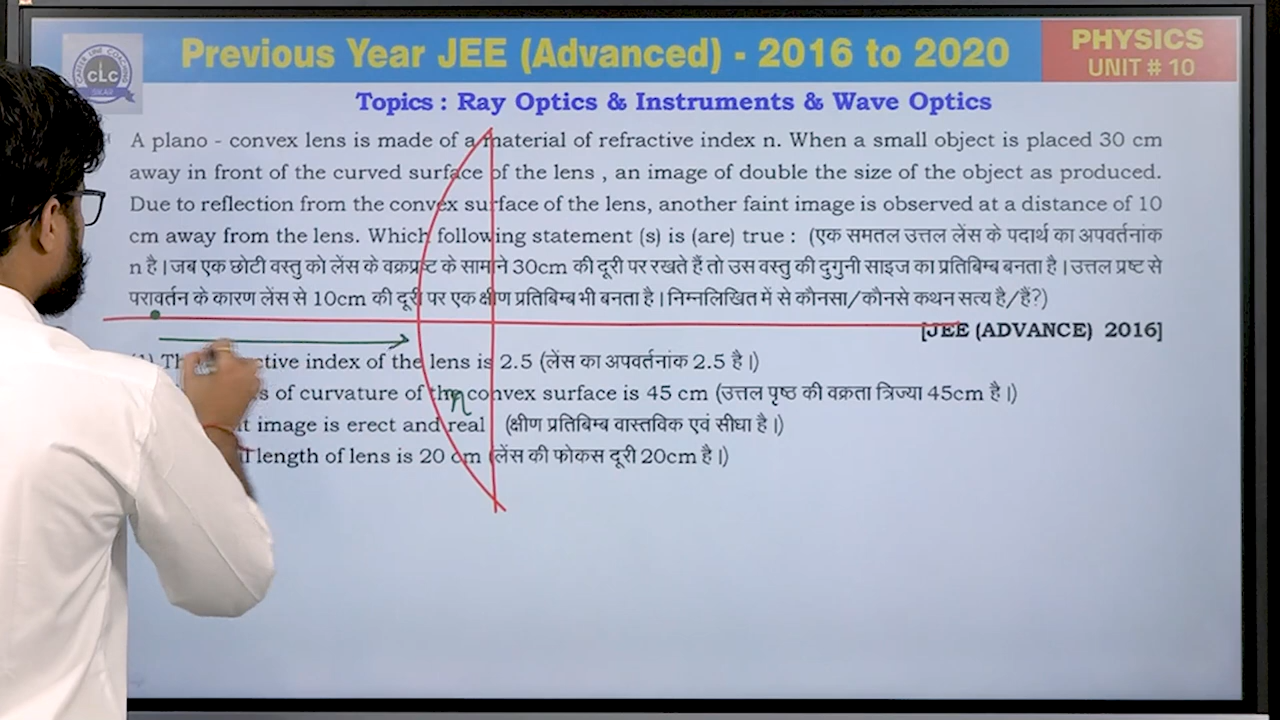 Previous Year JEE (Advanced) - 2016 to 2020
PHYSICS
UNIT # 10
CLC
SIKAR
Topics : Ray Optics & Instruments & Wave Optics
A plano - convex lens is made of a material of refractive index n. When a small object is placed 30 cm
away in front of the curved surface of the lens , an image of double the size of the object as produced.
Due to reflection from the convex surface of the lens, another faint image is observed at a distance of 10
cm away from the lens. Which following statement (s) is (are) true : (एक समतल उत्तल लेंस के पदार्थ का अपवर्तनांक
n है। जब एक छोटी वस्तु को लेंस के वक्रप्रष्ट के सामाने 30cm की दूरी पर रखते हैं तो उस वस्तु की दुगुनी साइज का प्रतिबिम्ब बनता है। उत्तल प्रष्ट से
परावर्तन के कारण लेंस से 10cm की दूरी पर एक क्षीण प्रतिबिम्ब भी बनता है। निम्नलिखित में से कौनसा/कौनसे कथन सत्य है/हैं?)
[JEE (ADVANCE) 2016]
of the lens is 2.5 (लेंस का अपवर्तनांक 2.5 है।)
of curvature of the convex surface is 45 cm (उत्तल पृष्ठ की वक्रता त्रिज्या 45cm है।)
image is erect and real (क्षीण प्रतिबिम्ब वास्तविक एवं सीधा है।)
length of lens is 20 cm (लेंस की फोकस दूरी 20cm है।)
n